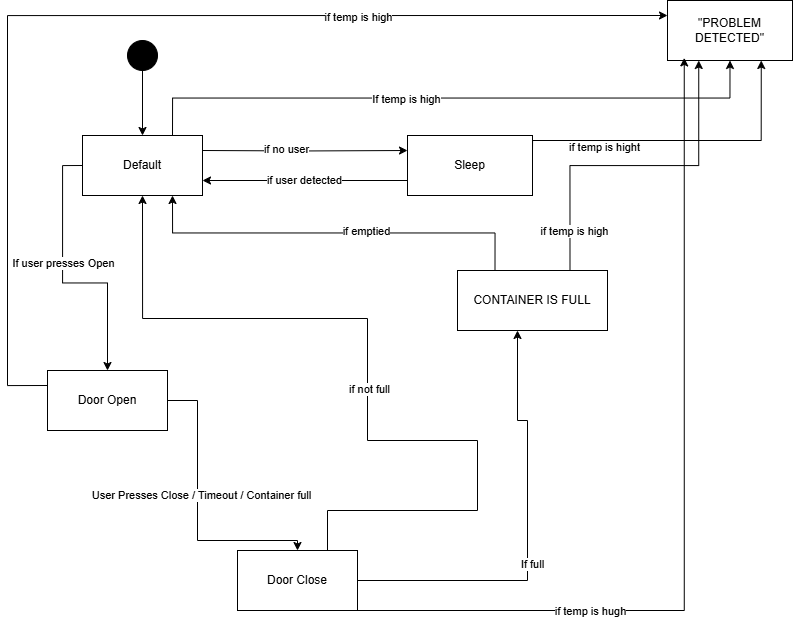 if temp is high
"PROBLEM
DETECTED"
If temp is high
Default
if no user
Sleep
if temp is hight
if user detected
if emptied
if temp is high
If user presses Open
CONTAINER IS FULL
if not full
Door Open
User Presses Close / Timeout / Container full
If full
Door Close
if temp is hugh